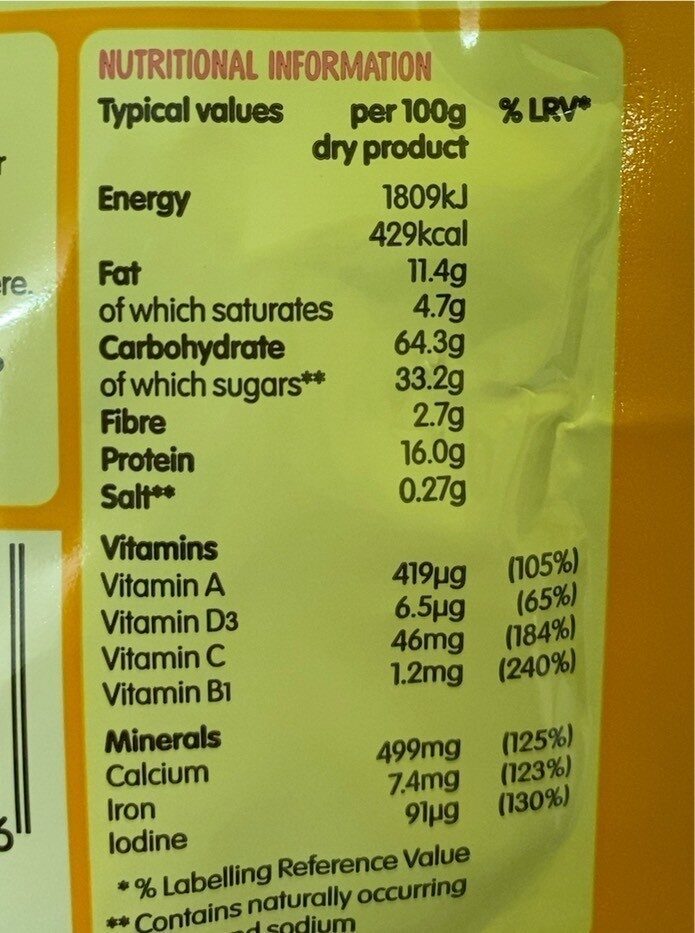 NUTRITIONAL INFORMATION
Typical values per 100g % LRV*
dry product
Energy 1809kJ
429kcal
Fat 11.4g
of which saturates 4.7g
Carbohydrate 64.3g
of which sugars** 33.2g
Fibre 2.7g
Protein 16.0g
Salt** 0.27g
Vitamins
Vitamin A 419µg (105%)
Vitamin D3 6.5µg (65%)
Vitamin C 46mg (184%)
Vitamin B1 1.2mg (240%)
Minerals
Calcium 499mg (125%)
Iron 7.4mg (123%)
Iodine 91µg (130%)
* % Labelling Reference Value
** Contains naturally occurring
sodium
re.
6